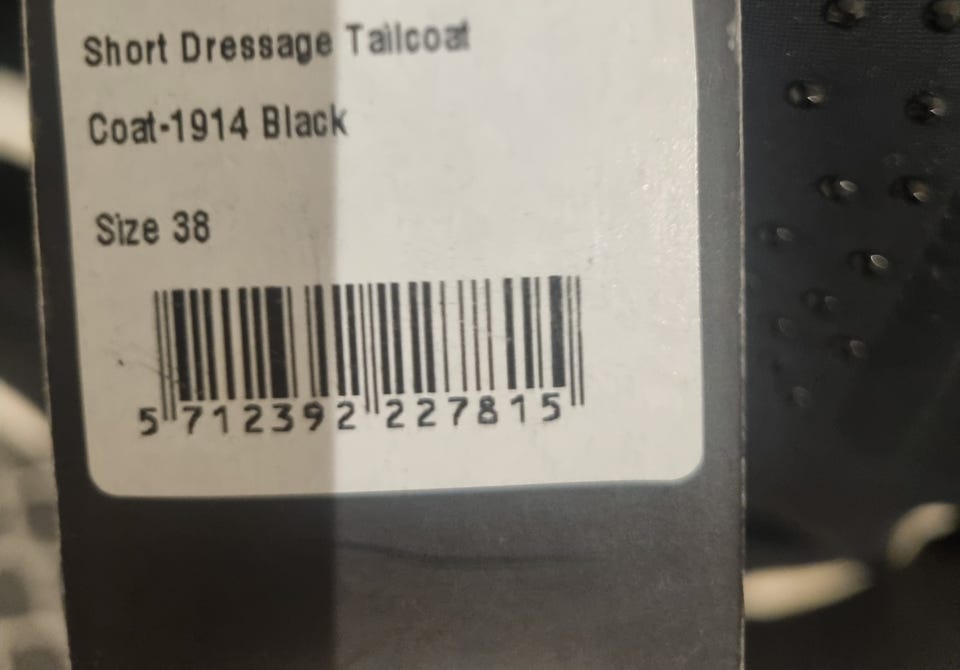 Short Dressage Tailcoat
Coat-1914 Black
Size 38
5 712392 227815